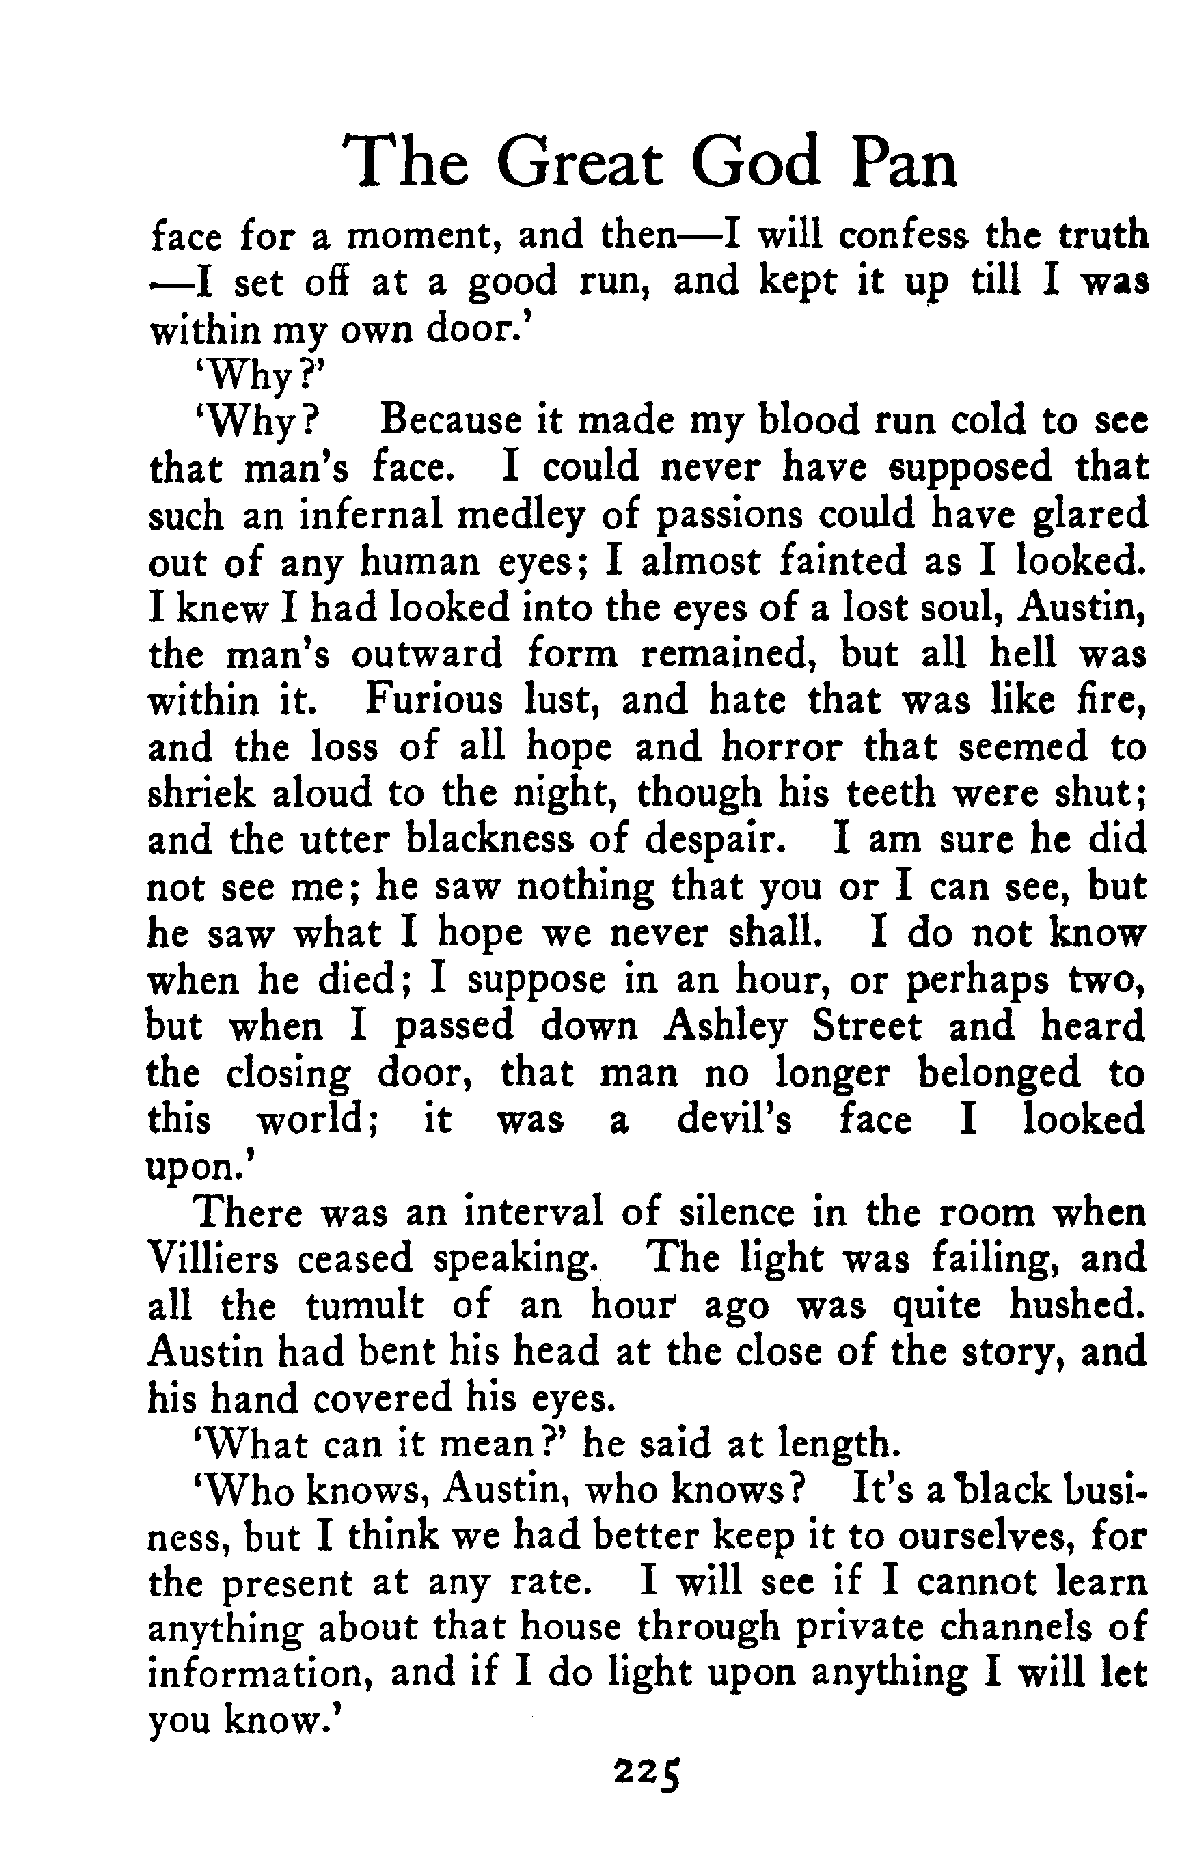 The Great God Pan
face for a moment, and then—I will confess the truth
—I set off at a good run, and kept it up till I was
within my own door.’
‘Why?’
‘Why? Because it made my blood run cold to see
that man’s face. I could never have supposed that
such an infernal medley of passions could have glared
out of any human eyes; I almost fainted as I looked.
I knew I had looked into the eyes of a lost soul, Austin,
the man’s outward form remained, but all hell was
within it. Furious lust, and hate that was like fire,
and the loss of all hope and horror that seemed to
shriek aloud to the night, though his teeth were shut;
and the utter blackness of despair. I am sure he did
not see me; he saw nothing that you or I can see, but
he saw what I hope we never shall. I do not know
when he died; I suppose in an hour, or perhaps two,
but when I passed down Ashley Street and heard
the closing door, that man no longer belonged to
this world; it was a devil’s face I looked
upon.’
There was an interval of silence in the room when
Villiers ceased speaking. The light was failing, and
all the tumult of an hour ago was quite hushed.
Austin had bent his head at the close of the story, and
his hand covered his eyes.
‘What can it mean?’ he said at length.
‘Who knows, Austin, who knows? It’s a black busi-
ness, but I think we had better keep it to ourselves, for
the present at any rate. I will see if I cannot learn
anything about that house through private channels of
information, and if I do light upon anything I will let
you know.’
225